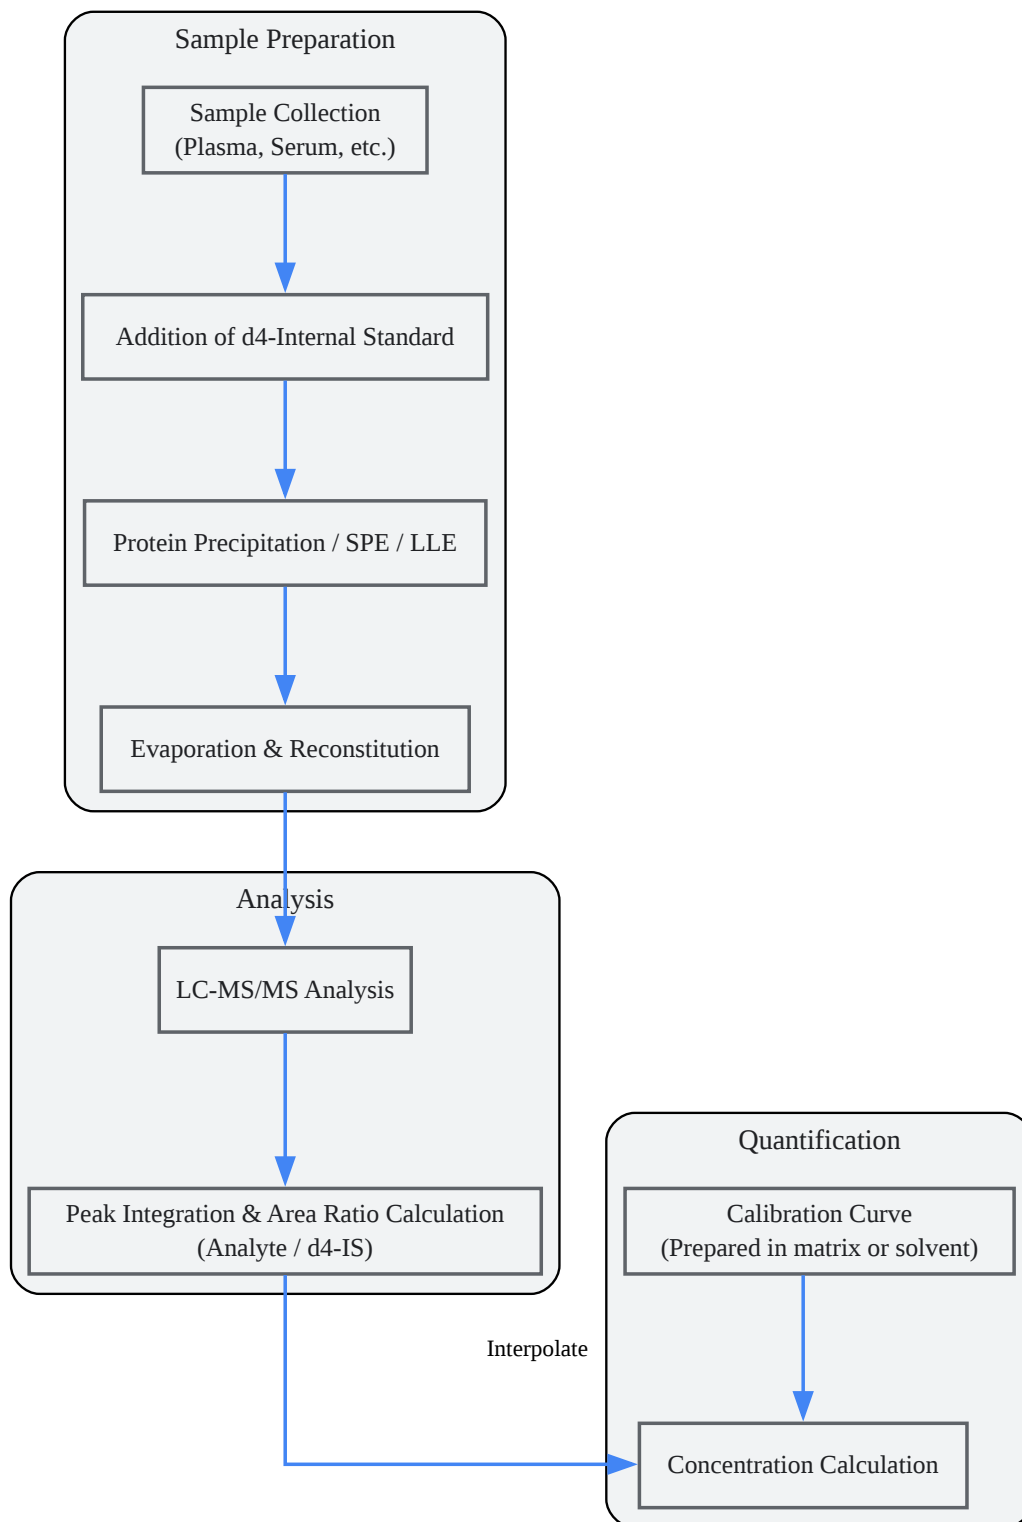 Sample Preparation
Sample Collection
(Plasma, Serum, etc.)
Addition of d4-Internal Standard
Protein Precipitation / SPE / LLE
Evaporation & Reconstitution
Analysis
LC-MS/MS Analysis
Peak Integration & Area Ratio Calculation
(Analyte / d4-IS)
Quantification
Calibration Curve
(Prepared in matrix or solvent)
Interpolate
Concentration Calculation